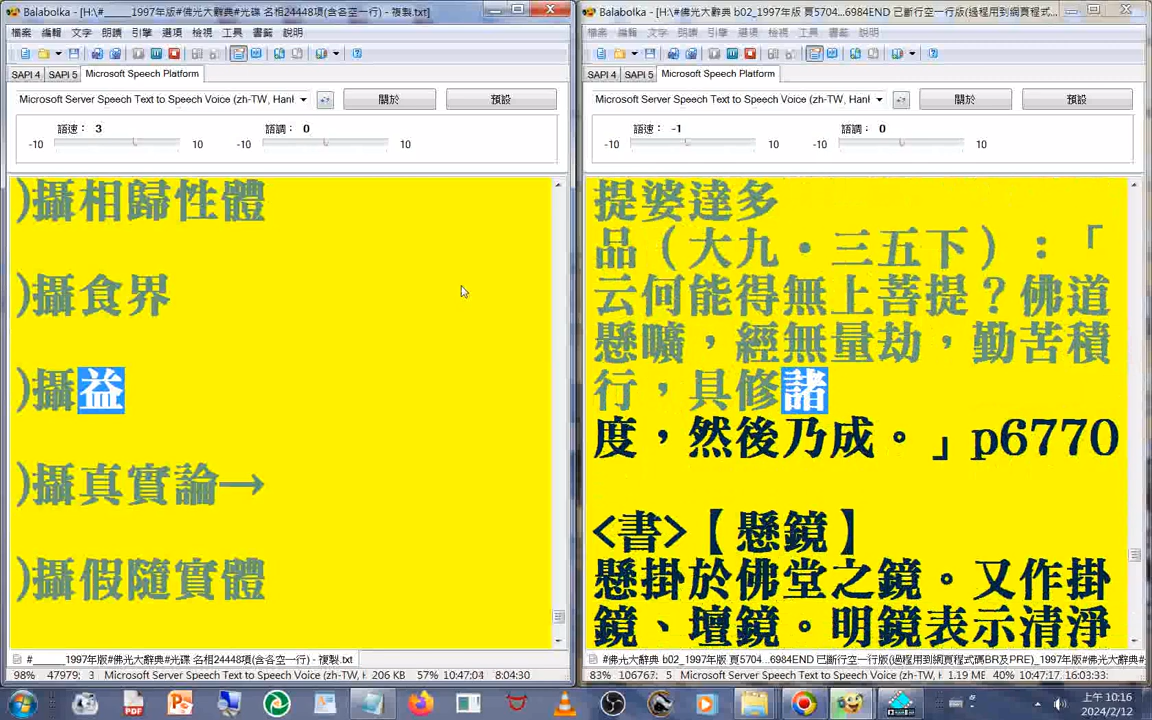 Balabolka - [H:\#_____1997年版#佛光大辭典#光碟 名相24448項(含各空一行) - 複製.txt]
檔案 編輯 文字 朗讀 引擎 選項 檢視 工具 書籤 說明
SAPI 4 SAPI 5 Microsoft Speech Platform
Microsoft Server Speech Text to Speech Voice (zh-TW, Hanl 關於 預設
語速： 3 語調： 0
-10 10 -10 10
)攝相歸性體
)攝食界
)攝益
)攝真實論→
)攝假隨實體
#_____1997年版#佛光大辭典#光碟 名相24448項(含各空一行) - 複製.txt
98% 47979: 3 Microsoft Server Speech Text to Speech Voice (zh-TW, H 206 KB 57% 10:47:04 8:04:30
Balabolka - [H:\#佛光大辭典 b02_1997年版 頁5704...6984END 已斷行空一行版(過程用到網頁程式...
檔案 編輯 文字 朗讀 引擎 選項 檢視 工具 書籤 說明
SAPI 4 SAPI 5 Microsoft Speech Platform
Microsoft Server Speech Text to Speech Voice (zh-TW, Hanl 關於 預設
語速： -1 語調： 0
-10 10 -10 10
提婆達多
品（大九・三五下）：「
云何能得無上菩提？佛道
懸曠，經無量劫，勤苦積
行，具修諸
度，然後乃成。」p6770
<書>【懸鏡】
懸掛於佛堂之鏡。又作掛
鏡、壇鏡。明鏡表示清淨
#佛光大辭典 b02_1997年版 頁5704...6984END 已斷行空一行版(過程用到網頁程式碼BR及PRE)_1997年版#佛光大辭典#
83% 106767: 5 Microsoft Server Speech Text to Speech Voice (zh-TW, H 1.19 ME 40% 10:47:17, 16:03:33
上午 10:16
2024/2/12